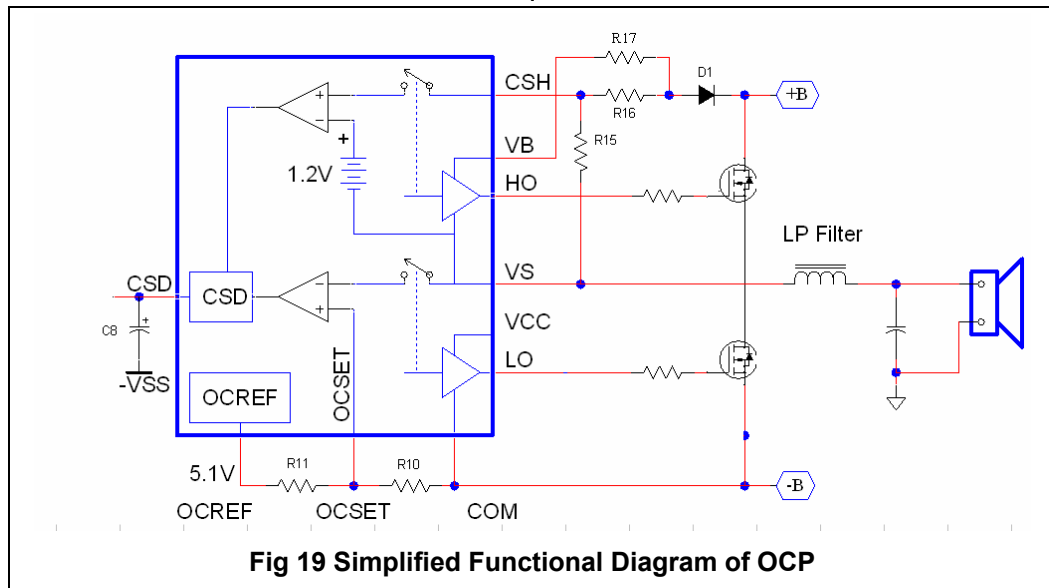 R17
CSH
D1
+B
R16
VB
R15
1.2V
HO
LP Filter
CSD
CSD
VS
C8
VCC
-VSS
OCSET
LO
OCREF
5.1V
R11
R10
-B
OCREF
OCSET
COM
Fig 19 Simplified Functional Diagram of OCP